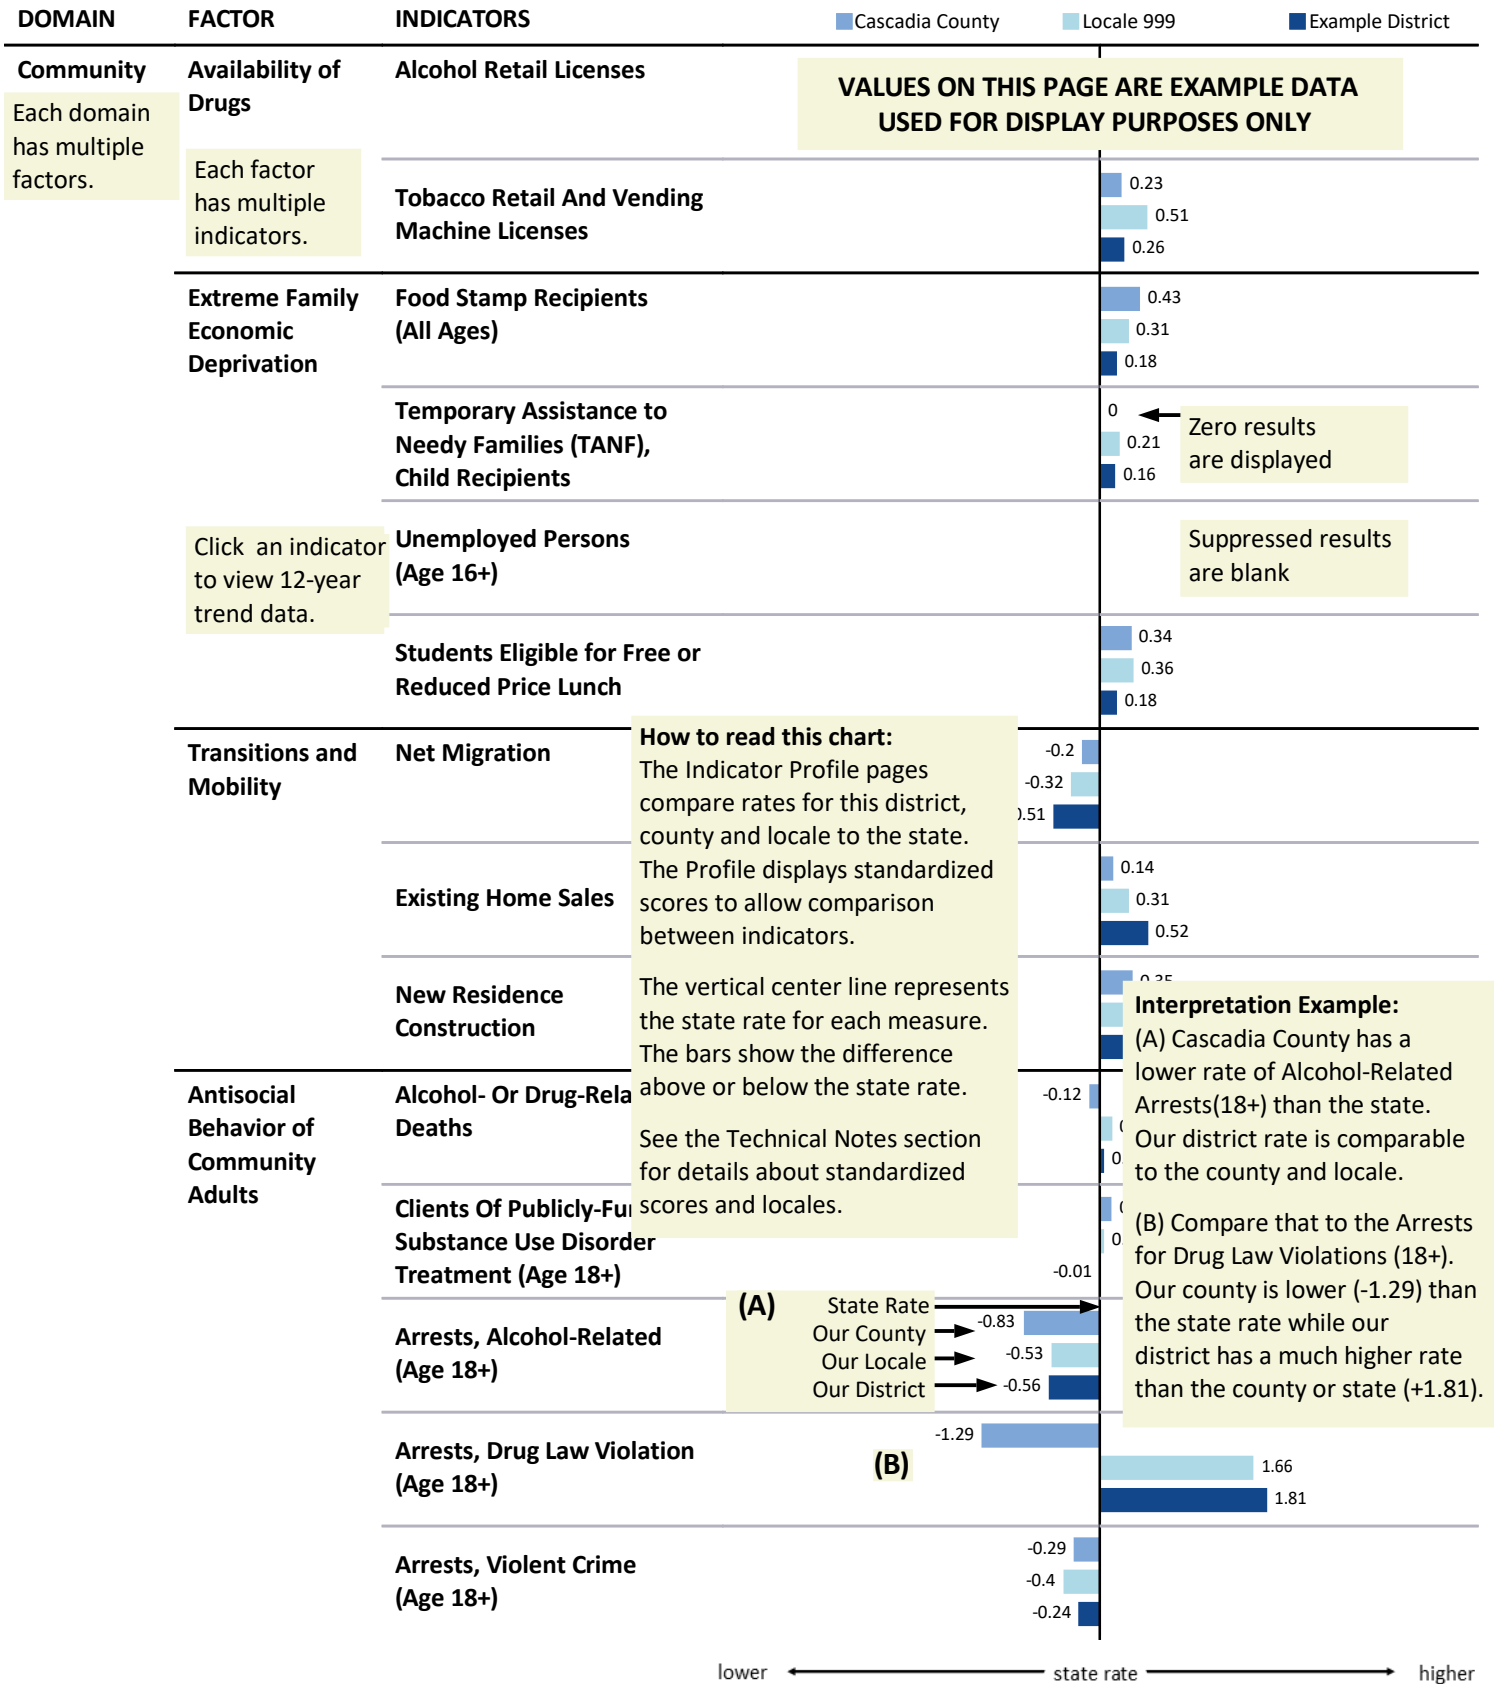 DOMAIN FACTOR INDICATORS Cascadia County Locale 999 Example District
Community
Each domain
has multiple
factors.
Availability of
Drugs
Each factor
has multiple
indicators.
Alcohol Retail Licenses
VALUES ON THIS PAGE ARE EXAMPLE DATA
USED FOR DISPLAY PURPOSES ONLY
Tobacco Retail And Vending
Machine Licenses
0.23
0.51
0.26
Extreme Family
Economic
Deprivation
Food Stamp Recipients
(All Ages)
0.43
0.31
0.18
Temporary Assistance to
Needy Families (TANF),
Child Recipients
0
0.21
0.16
Zero results
are displayed
Click an indicator
to view 12-year
trend data.
Unemployed Persons
(Age 16+)
Suppressed results
are blank
Students Eligible for Free or
Reduced Price Lunch
0.34
0.36
0.18
Transitions and
Mobility
Net Migration
-0.2
-0.32
.51
How to read this chart:
The Indicator Profile pages
compare rates for this district,
county and locale to the state.
The Profile displays standardized
scores to allow comparison
between indicators.
The vertical center line represents
the state rate for each measure.
The bars show the difference
above or below the state rate.
See the Technical Notes section
for details about standardized
scores and locales.
Existing Home Sales
0.14
0.31
0.52
New Residence
Construction
Interpretation Example:
(A) Cascadia County has a
lower rate of Alcohol-Related
Arrests(18+) than the state.
Our district rate is comparable
to the county and locale.
(B) Compare that to the Arrests
for Drug Law Violations (18+).
Our county is lower (-1.29) than
the state rate while our
district has a much higher rate
than the county or state (+1.81).
Antisocial
Behavior of
Community
Adults
Alcohol- Or Drug-Rela
Deaths
-0.12
0.
Clients Of Publicly-Fu
Substance Use Disorder
Treatment (Age 18+)
0.
-0.01
Arrests, Alcohol-Related
(Age 18+)
(A) State Rate
Our County -0.83
Our Locale -0.53
Our District -0.56
Arrests, Drug Law Violation
(Age 18+)
(B)
-1.29
1.66
1.81
Arrests, Violent Crime
(Age 18+)
-0.29
-0.4
-0.24
lower state rate higher